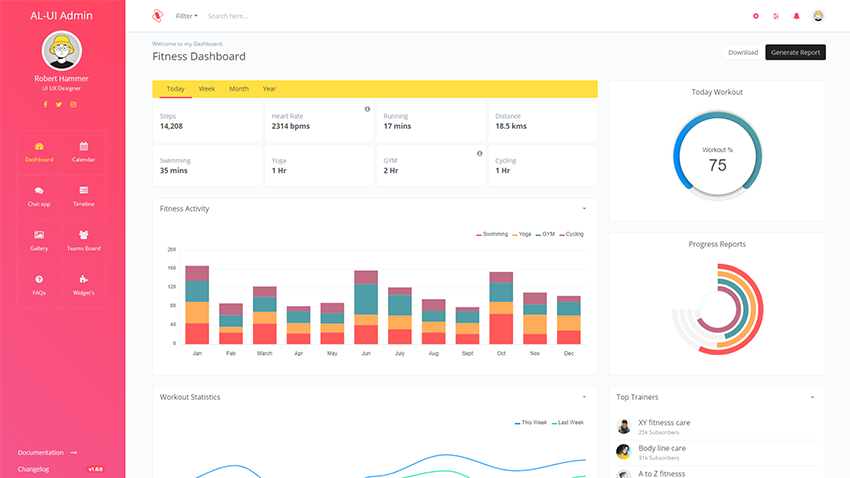 AL-UI Admin
Robert Hammer
UI UX Designer
Dashboard
Calendar
Chat app
Timeline
Gallery
Teams Board
FAQs
Widget's
Documentation
Changelog
v1.0.0
Fillter
Search here...
Welcome to my Dashboard.
Fitness Dashboard
Download
Generate Report
Today Week Month Year
Steps
14,208
Heart Rate
2314 bpms
Running
17 mins
Distance
18.5 kms
Swimming
35 mins
Yoga
1 Hr
GYM
2 Hr
Cycling
1 Hr
Fitness Activity
Swimming Yoga GYM Cycling
200
160
120
80
40
0
Jan Feb March Apr May Jun July Aug Sept Oct Nov Dec
Workout Statistics
This Week Last Week
Today Workout
Workout %
75
Progress Reports
Top Trainers
XY fitnesss care
25k Subscribers
Body line care
31k Subscribers
A to Z fitnesss